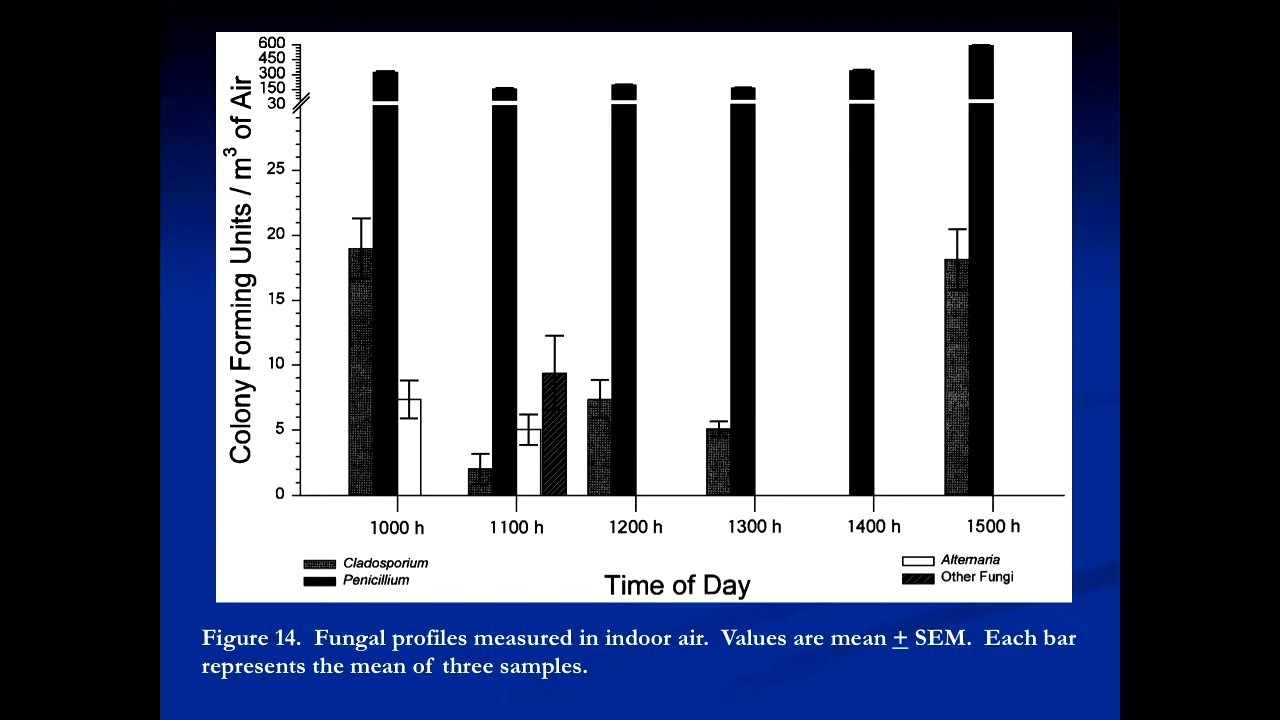 600
450
300
150
30
25
20
15
10
5
0
Colony Forming Units / m³ of Air
1000 h 1100 h 1200 h 1300 h 1400 h 1500 h
Cladosporium
Penicillium
Time of Day
Alternaria
Other Fungi
Figure 14. Fungal profiles measured in indoor air. Values are mean ± SEM. Each bar
represents the mean of three samples.